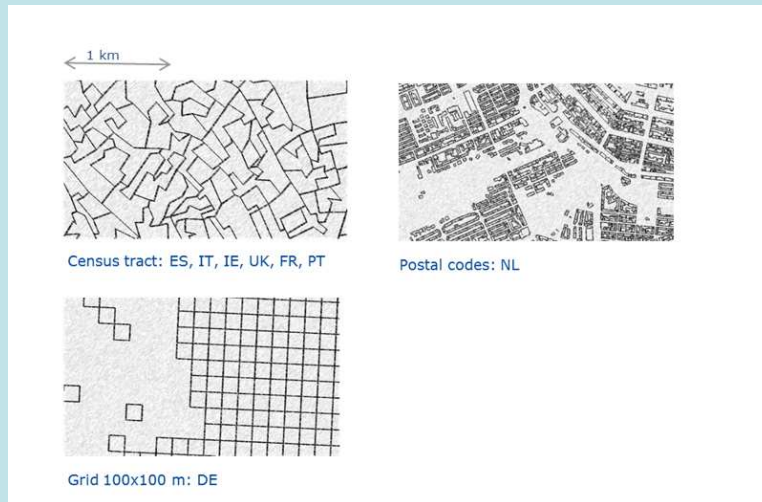 1 km
Census tract: ES, IT, IE, UK, FR, PT
Postal codes: NL
Grid 100x100 m: DE